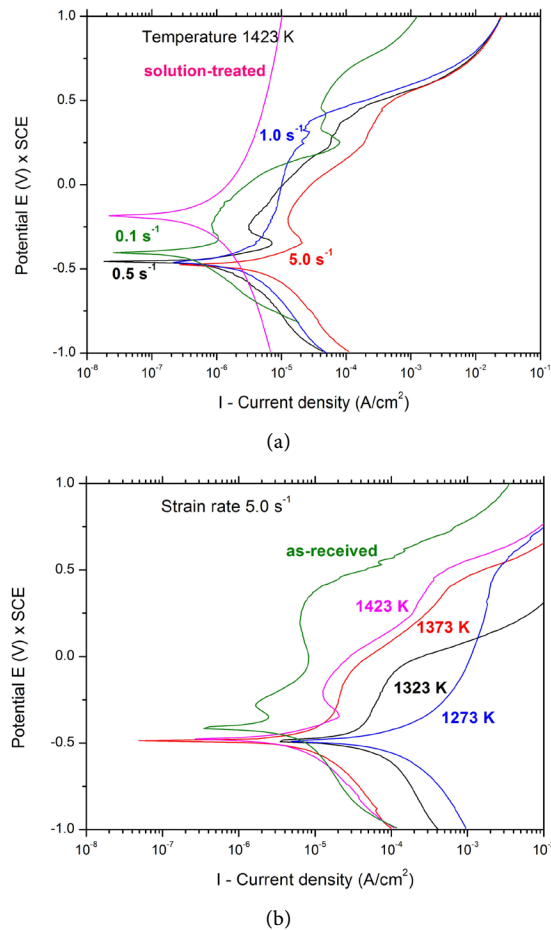 1.0
Temperature 1423 K
solution-treated
0.5
1.0 s⁻¹
0.0
0.1 s⁻¹
5.0 s⁻¹
-0.5
0.5 s⁻¹
-1.0
Potential E (V) x SCE
10⁻⁸ 10⁻⁷ 10⁻⁶ 10⁻⁵ 10⁻⁴ 10⁻³ 10⁻² 10⁻¹
I - Current density (A/cm²)
(a)
1.0
Strain rate 5.0 s⁻¹
as-received
0.5
1423 K
1373 K
0.0
1323 K
1273 K
-0.5
-1.0
Potential E (V) x SCE
10⁻⁸ 10⁻⁷ 10⁻⁶ 10⁻⁵ 10⁻⁴ 10⁻³ 10⁻²
I - Current density (A/cm²)
(b)